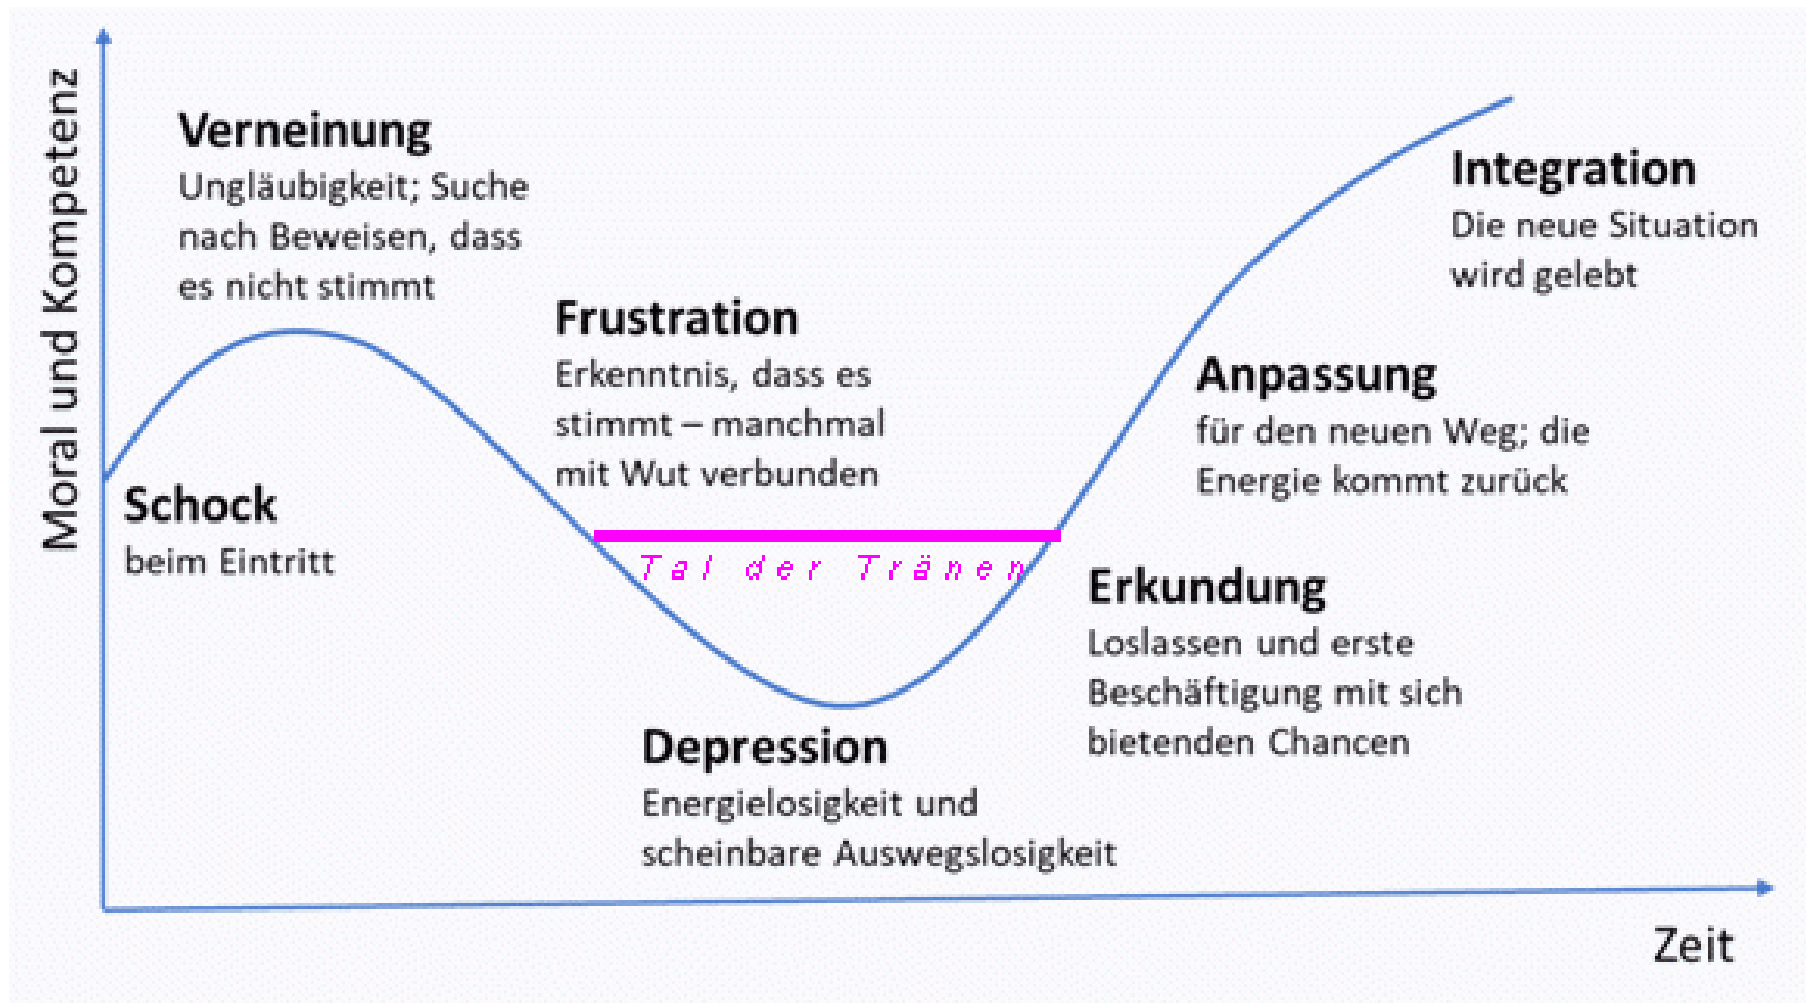 Moral und Kompetenz
Verneinung
Ungläubigkeit; Suche
nach Beweisen, dass
es nicht stimmt
Schock
beim Eintritt
Frustration
Erkenntnis, dass es
stimmt – manchmal
mit Wut verbunden
Tal der Tränen
Depression
Energielosigkeit und
scheinbare Auswegslosigkeit
Erkundung
Loslassen und erste
Beschäftigung mit sich
bietenden Chancen
Anpassung
für den neuen Weg; die
Energie kommt zurück
Integration
Die neue Situation
wird gelebt
Zeit